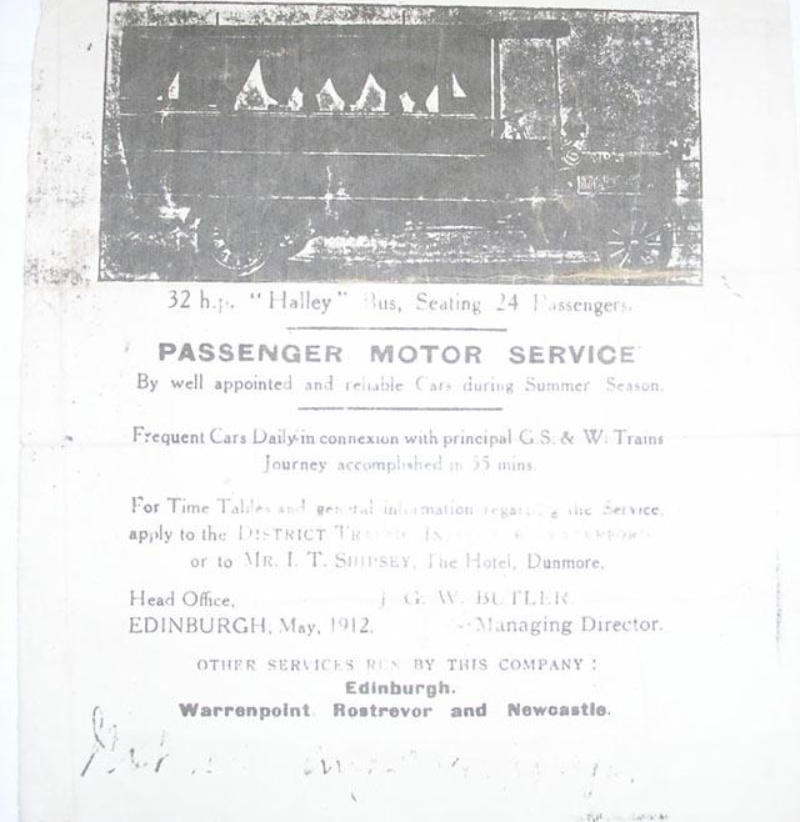 32 h.p. "Halley" Bus, Seating 24 Passengers.
PASSENGER MOTOR SERVICE
By well appointed and reliable Cars during Summer Season.
Frequent Cars Daily in connexion with principal G.S. & W. Trains
Journey accomplished in 55 mins.
For Time Tables and general information regarding the Service,
apply to the DISTRICT TRAFFIC
or to MR. I. T. SHIPSEY, The Hotel, Dunmore,
Head Office, J. G. W. BUTLER
EDINBURGH, May, 1912. Managing Director.
OTHER SERVICES RUN BY THIS COMPANY :
Edinburgh.
Warrenpoint Rostrevor and Newcastle.